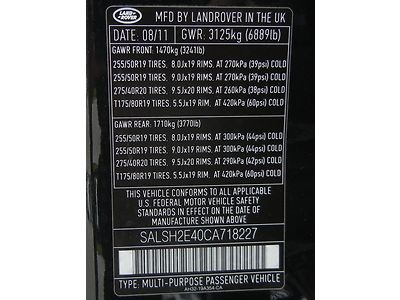 LAND-
ROVER
MFD BY LANDROVER IN THE UK
DATE: 08/11 GWR: 3125kg (6889lb)
GAWR FRONT: 1470kg (3241lb)
255/50R19 TIRES. 8.0Jx19 RIMS. AT 270kPa (39psi) COLD
255/50R19 TIRES. 9.0Jx19 RIMS. AT 270kPa (39psi) COLD
275/40R20 TIRES. 9.5Jx20 RIMS. AT 260kPa (38psi) COLD
T175/80R19 TIRES. 5.5Jx19 RIMS. AT 420kPa (60psi) COLD
GAWR REAR: 1710kg (3770lb)
255/50R19 TIRES. 8.0Jx19 RIMS. AT 300kPa (44psi) COLD
255/50R19 TIRES. 9.0Jx19 RIMS. AT 300kPa (44psi) COLD
275/40R20 TIRES. 9.5Jx20 RIMS. AT 290kPa (42psi) COLD
T175/80R19 TIRES. 5.5Jx19 RIMS. AT 420kPa (60psi) COLD
THIS VEHICLE CONFORMS TO ALL APPLICABLE
U.S. FEDERAL MOTOR VEHICLE SAFETY
STANDARDS IN EFFECT ON THE DATE OF
MANUFACTURE SHOWN ABOVE
SALSH2E40CA718227
TYPE: MULTI-PURPOSE PASSENGER VEHICLE
AH32-19A354-CA